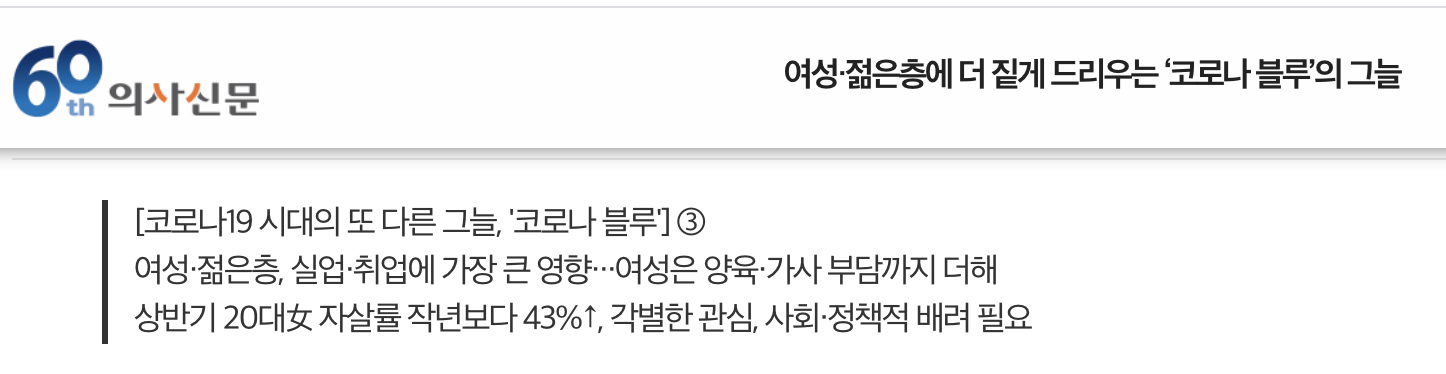 60th 의사신문
여성·젊은층에 더 짙게 드리우는 ‘코로나 블루’의 그늘
[코로나19 시대의 또 다른 그늘, '코로나 블루'] ③
여성·젊은층, 실업·취업에 가장 큰 영향…여성은 양육·가사 부담까지 더해
상반기 20대女 자살률 작년보다 43%↑, 각별한 관심, 사회·정책적 배려 필요